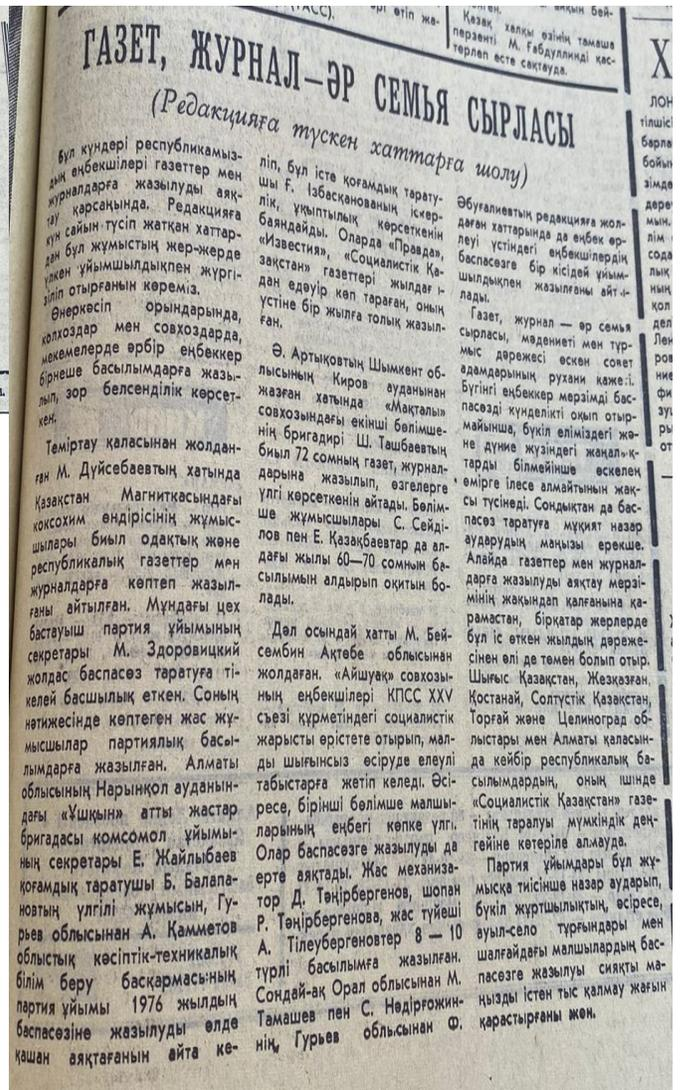 (ТАСС).
Қазақ халқы өзінің тамаша
перзенті М. Ғабдуллинді қас-
терлеп есте сақтауда.
ГАЗЕТ, ЖУРНАЛ—ӘР СЕМЬЯ СЫРЛАСЫ
(Редакцияға түскен хаттарға шолу)
Бұл күндері республикамыз-
дың еңбекшілері газеттер мен
журналдарға жазылуды аяқ-
тау қарсаңында. Редакцияға
күн сайын түсіп жатқан хаттар-
дан бұл жұмыстың жер-жерде
үлкен ұйымшылдықпен жүргі-
зіліп отырғанын көреміз.
Өнеркәсіп орындарында,
колхоздар мен совхоздарда,
мекемелерде әрбір еңбеккер
бірнеше басылымдарға жазы-
лып, зор белсенділік көрсет-
кен.
Теміртау қаласынан жолдан-
ған М. Дүйсебаевтың хатында
Қазақстан Магниткасындағы
коксохим өндірісінің жұмыс-
шылары биыл одақтық және
республикалық газеттер мен
журналдарға көптеп жазыл-
ғаны айтылған. Мұндағы цех
бастауыш партия ұйымының
секретары М. Здоровицкий
жолдас баспасөз таратуға ті-
келей басшылық еткен. Соның
нәтижесінде көптеген жас жұ-
мысшылар партиялық басы-
лымдарға жазылған. Алматы
облысының Нарынқол ауданын-
дағы «Ұшқын» атты жастар
бригадасы комсомол ұйымы-
ның секретары Е. Жайлыбаев
қоғамдық таратушы Б. Балапа-
новтың үлгілі жұмысын, Гу-
рьев облысынан А. Қамметов
облыстық кәсіптік-техникалық
білім беру басқармасының
партия ұйымы 1976 жылдың
баспасөзіне жазылуды әлде
қашан аяқтағанын айта ке-
ліп, бұл істе қоғамдық тарату-
шы Ғ. Ізбасқанованың іскер-
лік, ұқыптылық көрсеткенін
баяндайды. Оларда «Правда»,
«Известия», «Социалистік Қа-
зақстан» газеттері жылдағы-
дан едәуір көп тараған, оның
үстіне бір жылға толық жазыл-
ған.
Ә. Артықовтың Шымкент об-
лысының Киров ауданынан
жазған хатында «Мақталы»
совхозындағы екінші бөлімше-
нің бригадирі Ш. Ташбаевтың
биыл 72 сомның газет, журнал-
дарына жазылып, өзгелерге
үлгі көрсеткенін айтады. Бөлім-
ше жұмысшылары С. Сейді-
лов пен Е. Қазақбаевтар да ал-
дағы жылы 60—70 сомның ба-
сылымын алдырып оқитын бо-
лады.
Дәл осындай хатты М. Бей-
сембин Ақтөбе облысынан
жолдаған. «Айшуақ» совхозы-
ның еңбекшілері КПСС XXV
съезі құрметіндегі социалистік
жарысты өрістете отырып, мал-
ды шығынсыз өсіруде елеулі
табыстарға жетіп келеді. Әсі-
ресе, бірінші бөлімше малшы-
ларының еңбегі көпке үлгі.
Олар баспасөзге жазылуды да
ерте аяқтады. Жас механиза-
тор Д. Тәңірбергенов, шопан
Р. Тәңірбергенова, жас түйеші
А. Тілеубергеновтер 8 — 10
түрлі басылымға жазылған.
Сондай-ақ Орал облысынан М.
Тамашев пен С. Нәдірғожин-
нің, Гурьев облысынан Ф.
Әбуғалиевтың редакцияға жол-
даған хаттарында да еңбек өр-
леуі үстіндегі еңбекшілердің
баспасөзге бір кісідей ұйым-
шылдықпен жазылғаны айты-
лады.
Газет, журнал — әр семья
сырласы, мәдениеті мен тұр-
мыс дәрежесі өскен совет
адамдарының рухани кажеті.
Бүгінгі еңбеккер мерзімді бас-
пасөзді күнделікті оқып отыр-
майынша, бүкіл еліміздегі жә-
не дүние жүзіндегі жаңалық-
тарды білмейінше өскелең
өмірге ілесе алмайтынын жақ-
сы түсінеді. Сондықтан да бас-
пасөз таратуға мұқият назар
аударудың маңызы ерекше.
Алайда газеттер мен журнал-
дарға жазылуды аяқтау мерзі-
мінің жақындап қалғанына қа-
рамастан, бірқатар жерлерде
бұл іс өткен жылдың дәреже-
сінен әлі де төмен болып отыр.
Шығыс Қазақстан, Жезқазған,
Қостанай, Солтүстік Қазақстан,
Торғай және Целиноград об-
лыстары мен Алматы қаласын-
да кейбір республикалық ба-
сылымдардың, оның ішінде
«Социалистік Қазақстан» газе-
тінің таралуы мүмкіндік дең-
гейіне көтеріле алмауда.
Партия ұйымдары бұл жұ-
мысқа тиісінше назар аударып,
бүкіл жұртшылықтың, әсіресе,
ауыл-село тұрғындары мен
шалғайдағы малшылардың бас-
пасөзге жазылуы сияқты ма-
ңызды істен тыс қалмау жағын
қарастырғаны жөн.